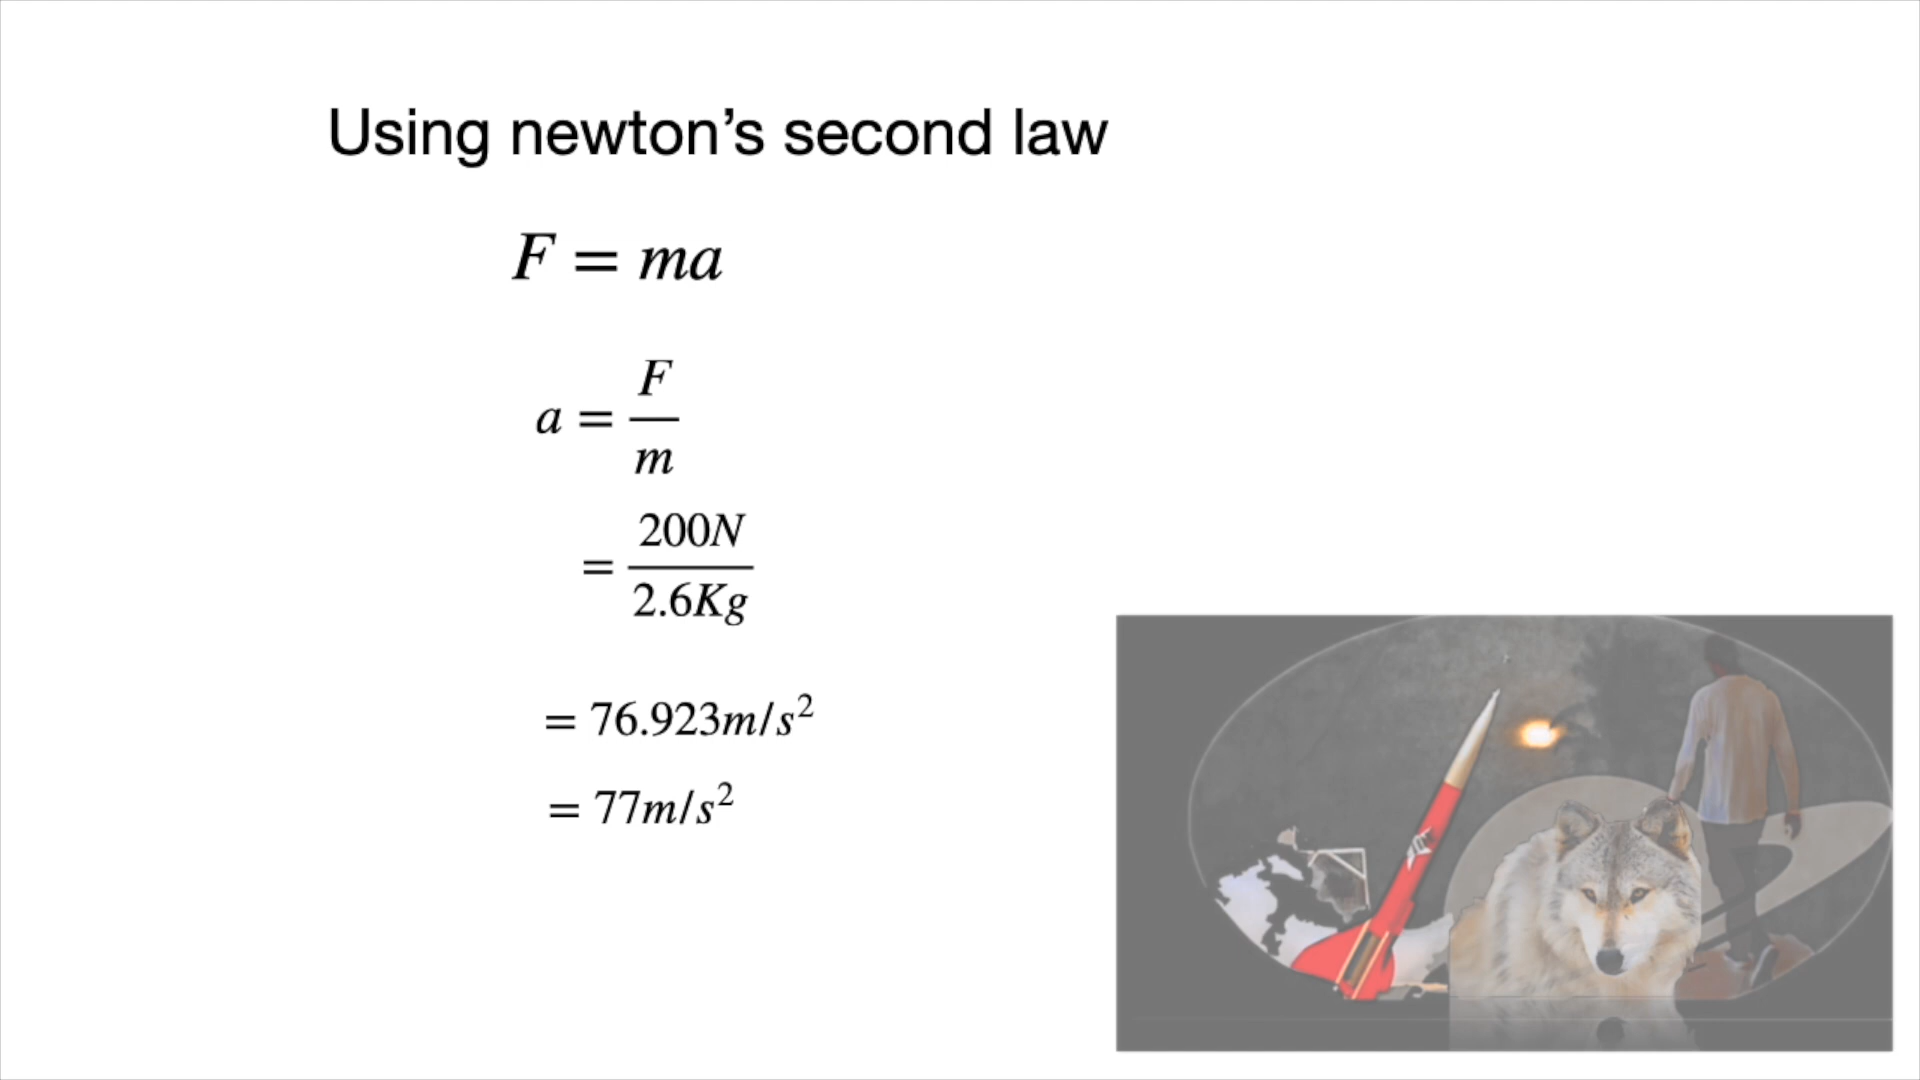 Using newton’s second law
F = ma
a = F/m
= 200N/2.6Kg
= 76.923m/s²
= 77m/s²